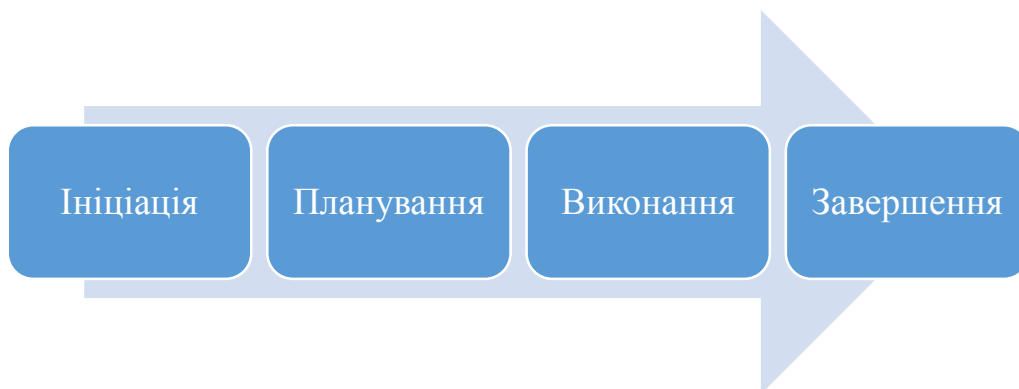 Ініціація
Планування
Виконання
Завершення